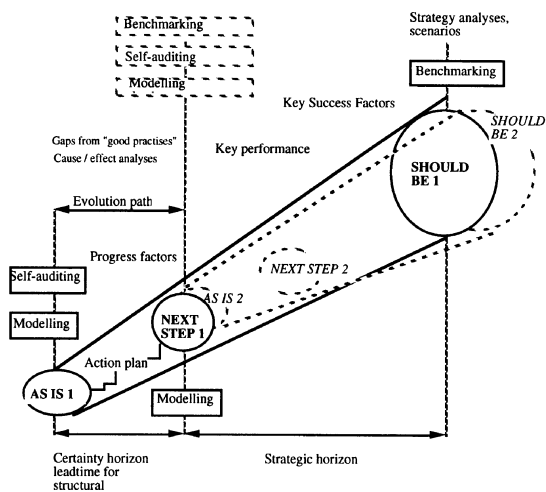 Benchmarking
Self-auditing
Modelling
Strategy analyses,
scenarios
Benchmarking
Key Success Factors
SHOULD
BE 2
Gaps from "good practises"
Cause / effect analyses
Key performance
SHOULD
BE 1
Evolution path
Progress factors
NEXT STEP 2
Self-auditing
AS IS 2
Modelling
NEXT
STEP 1
Action plan
AS IS 1
Modelling
Certainty horizon
leadtime for
structural
Strategic horizon